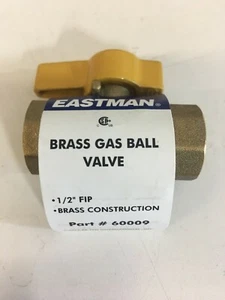 EASTMAN
BRASS GAS BALL
VALVE
•1/2" FIP
•BRASS CONSTRUCTION
Part # 60009